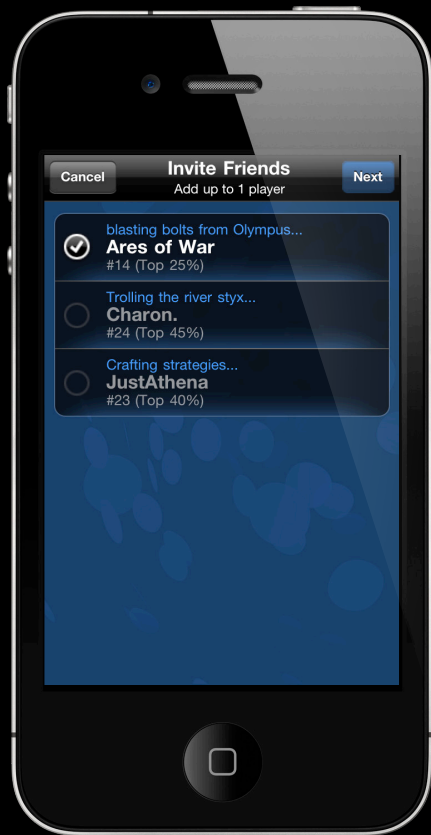 Cancel
Invite Friends
Next
Add up to 1 player
blasting bolts from Olympus...
Ares of War
#14 (Top 25%)
Trolling the river styx...
Charon.
#24 (Top 45%)
Crafting strategies...
JustAthena
#23 (Top 40%)